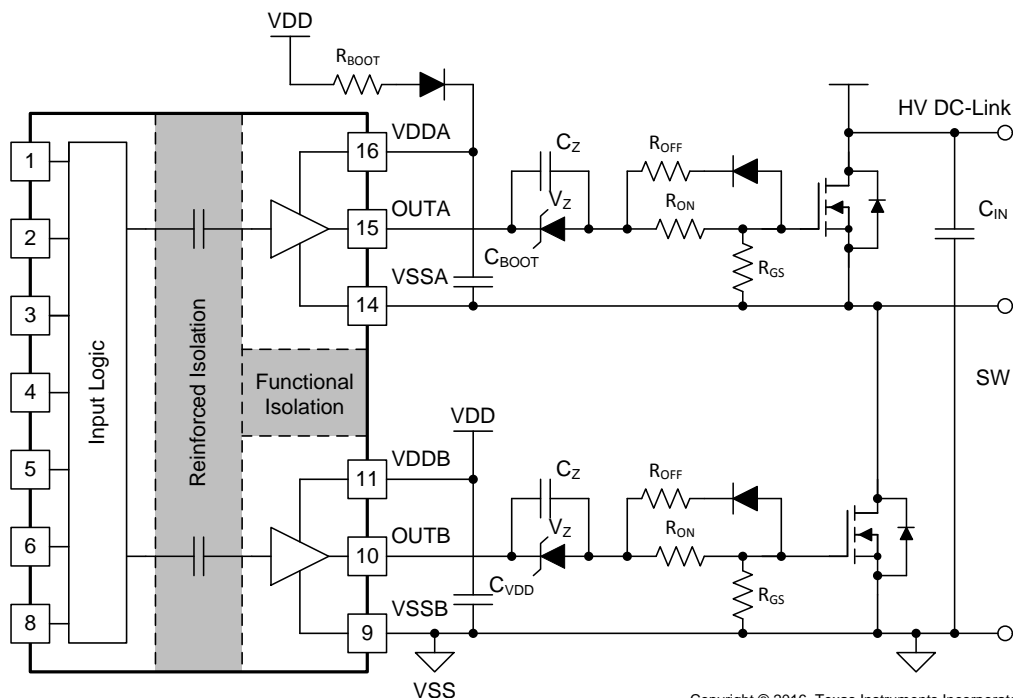 VDD
RBOOT
HV DC-Link
1
2
3
4
5
6
8
Input Logic
Reinforced Isolation
Functional
Isolation
16
VDDA
15
OUTA
14
VSSA
CBOOT
CZ
VZ
ROFF
RON
RGS
CIN
SW
VDD
11
VDDB
10
OUTB
9
VSSB
CVDD
CZ
VZ
ROFF
RON
RGS
VSS
Copyright © 2016, Texas Instruments Incorporate